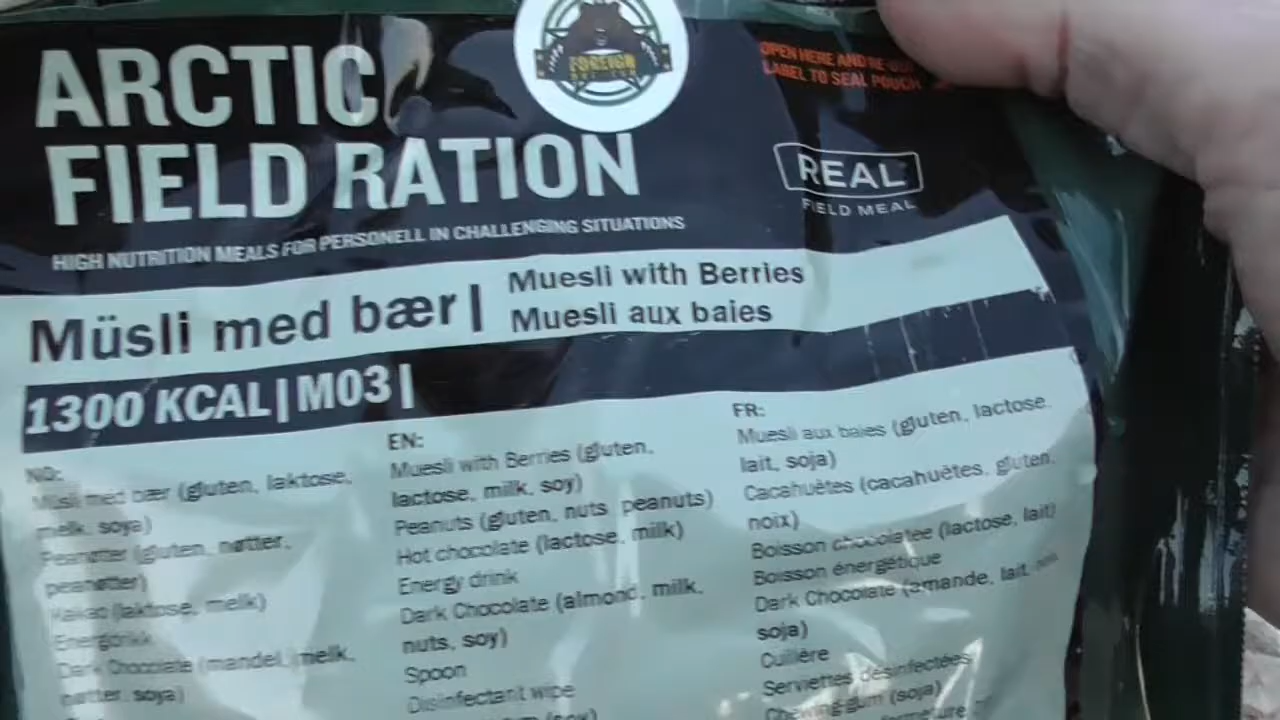 FOREIGN
OPEN HERE AND RE-USE
LABEL TO SEAL POUCH
ARCTIC
FIELD RATION
REAL
FIELD MEAL
HIGH NUTRITION MEALS FOR PERSONELL IN CHALLENGING SITUATIONS
Müsli med bær | Muesli with Berries
Muesli aux baies
1300 KCAL | M03 |
NO:
Müsli med bær (gluten, laktose,
melk, soya)
Peanøtter (gluten, nøtter,
peanøtter)
Kakao (laktose, melk)
Energidrikk
Dark Chocolate (mandel, melk,
nøtter, soya)
EN:
Muesli with Berries (gluten,
lactose, milk, soy)
Peanuts (gluten, nuts, peanuts)
Hot chocolate (lactose, milk)
Energy drink
Dark Chocolate (almond, milk,
nuts, soy)
Spoon
Disinfectant wipe
(soy)
FR:
Muesli aux baies (gluten, lactose,
lait, soja)
Cacahuètes (cacahuètes, gluten,
noix)
Boisson chocolatee (lactose, lait)
Boisson énergétique
Dark Chocolate (amande, lait, noix
soja)
Cuillère
Serviettes désinfectées
Chewing-gum (soja)
fermeture